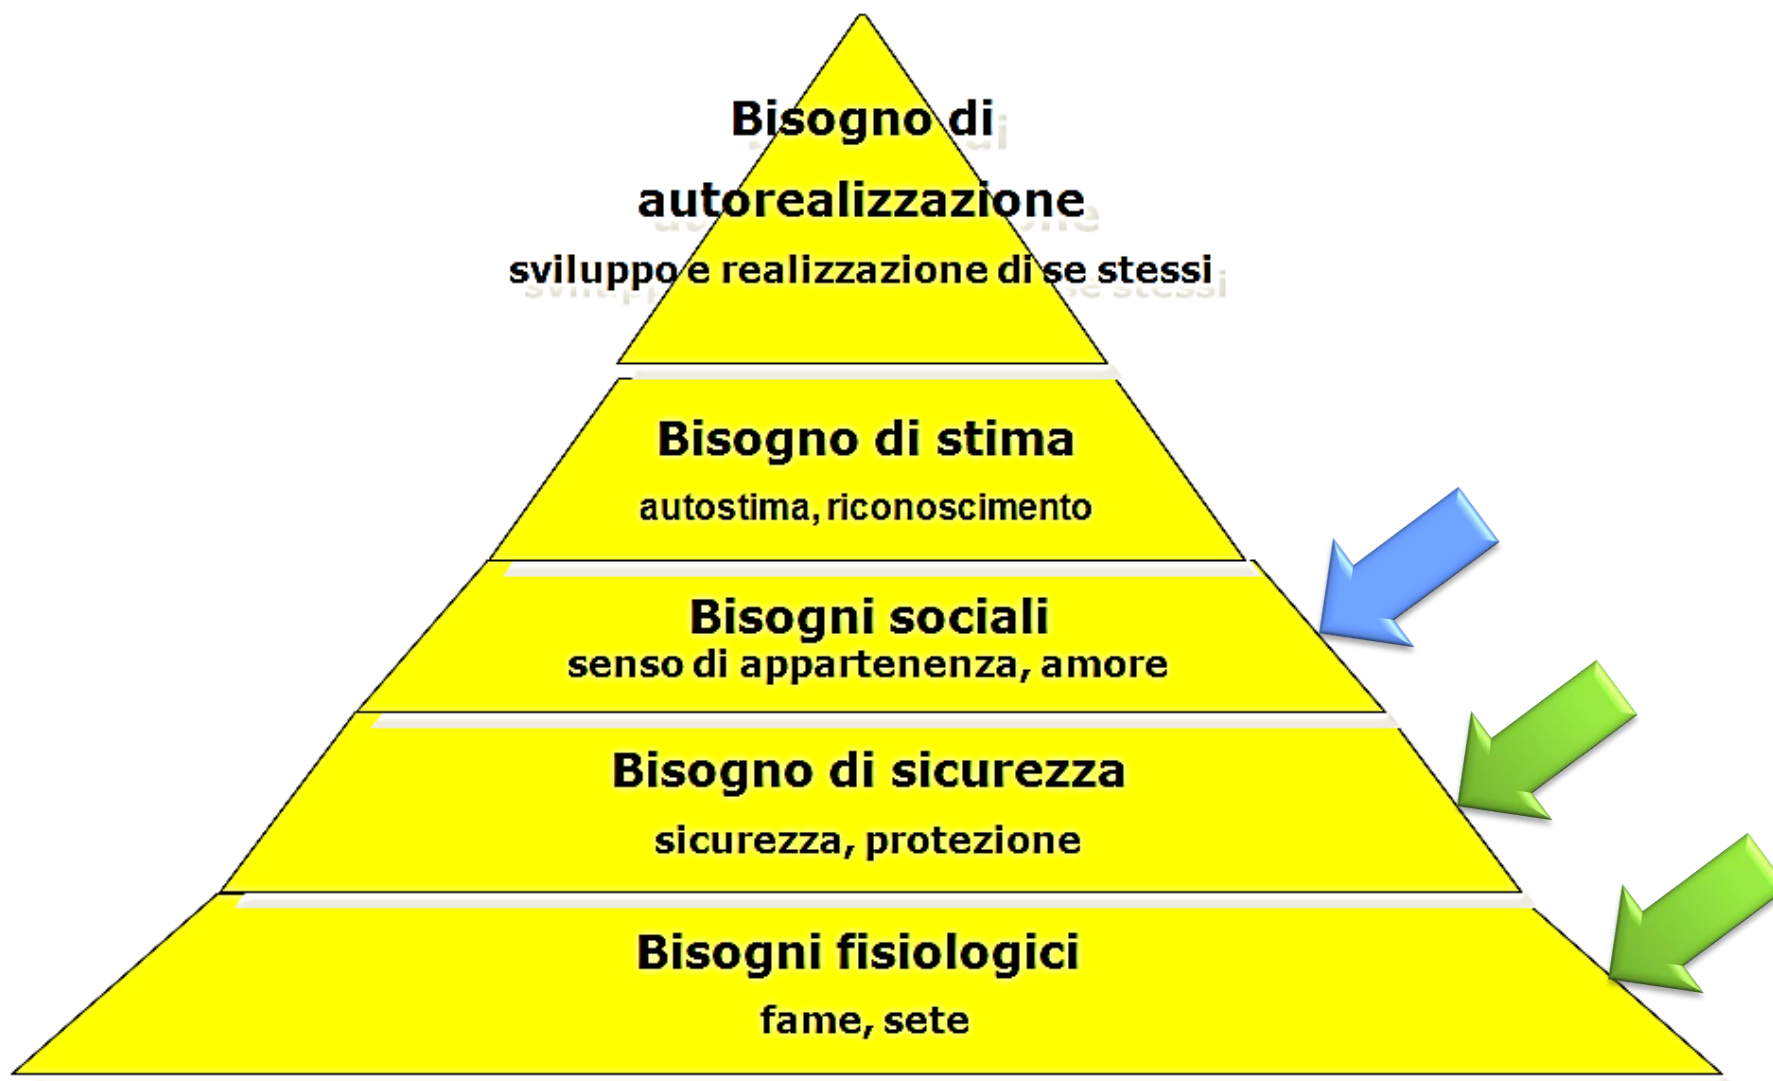 Bisogno di
autorealizzazione
sviluppo e realizzazione di se stessi
Bisogno di stima
autostima, riconoscimento
Bisogni sociali
senso di appartenenza, amore
Bisogno di sicurezza
sicurezza, protezione
Bisogni fisiologici
fame, sete